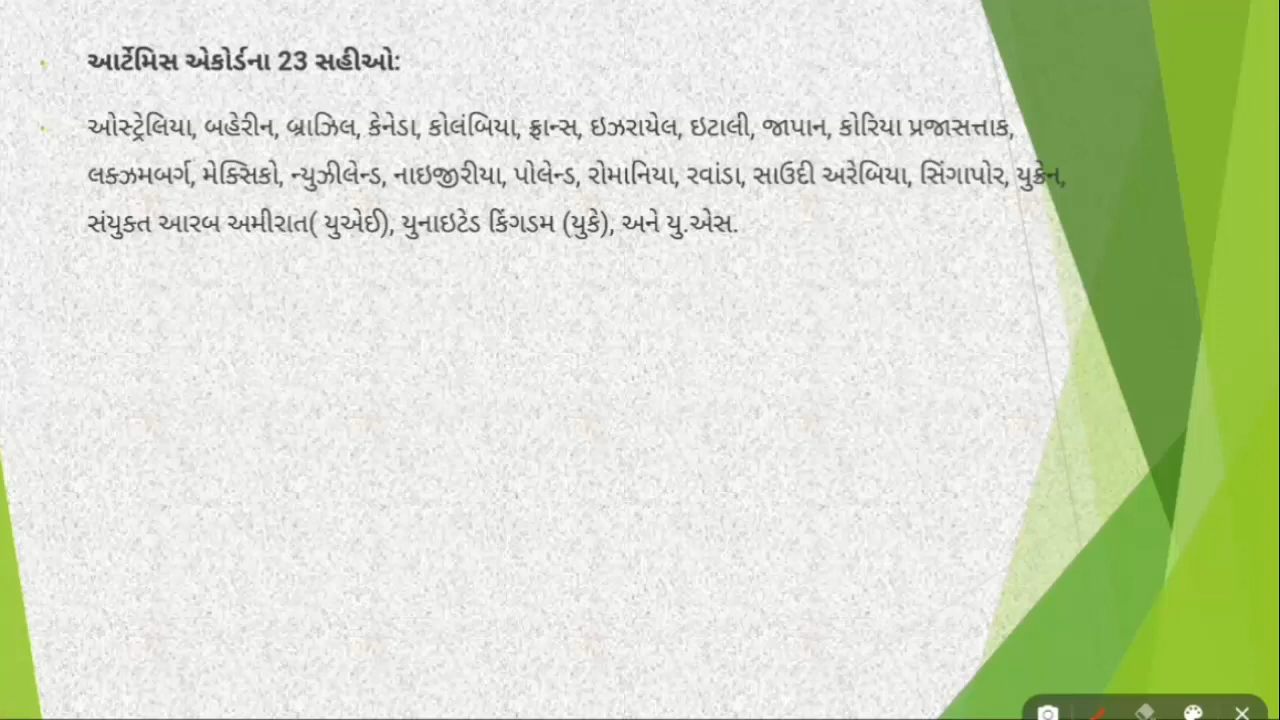 આર્ટેમિસ એકોર્ડના 23 સહીઓ:
ઓસ્ટ્રેલિયા, બહેરીન, બ્રાઝિલ, કેનેડા, કોલંબિયા, ફ્રાન્સ, ઇઝરાયેલ, ઇટાલી, જાપાન, કોરિયા પ્રજાસત્તાક,
લક્ઝમબર્ગ, મેક્સિકો, ન્યુઝીલેન્ડ, નાઇજીરીયા, પોલેન્ડ, રોમાનિયા, રવાંડા, સાઉદી અરેબિયા, સિંગાપોર, યુક્રેન,
સંયુક્ત આરબ અમીરાત( યુએઈ), યુનાઇટેડ કિંગડમ (યુકે), અને યુ.એસ.